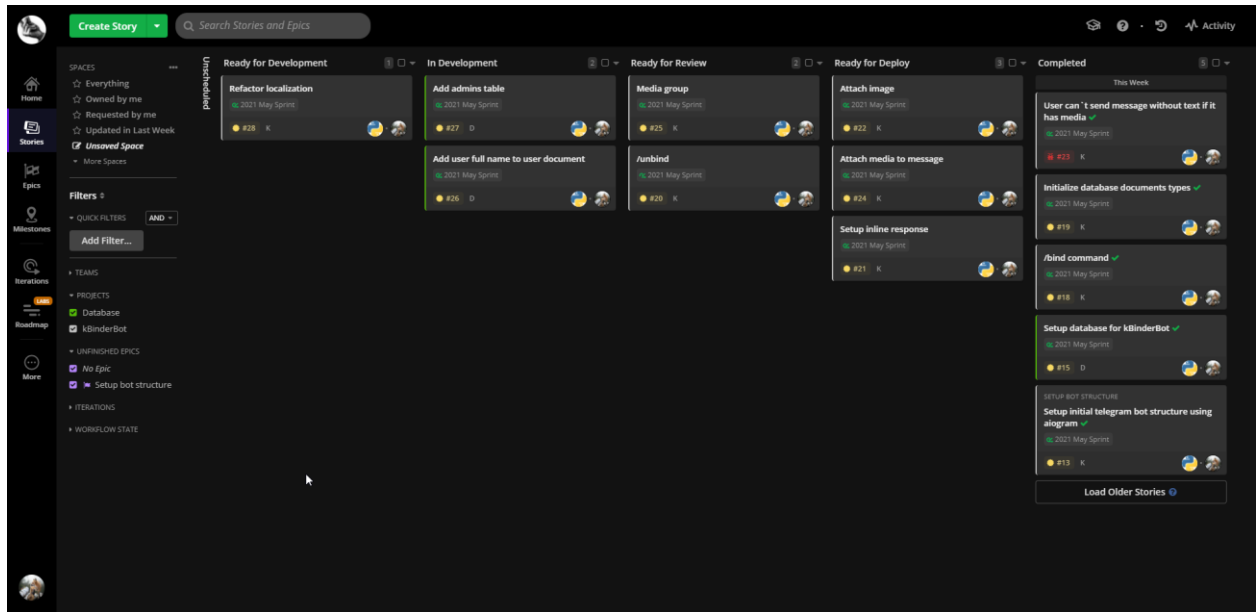 Create Story
Search Stories and Epics
Activity
Home
Stories
Epics
Milestones
Iterations
LABS
Roadmap
More
SPACES
Everything
Owned by me
Requested by me
Updated in Last Week
Unsaved Space
More Spaces
Filters
QUICK FILTERS AND
Add Filter...
TEAMS
PROJECTS
Database
kBinderBot
UNFINISHED EPICS
No Epic
Setup bot structure
ITERATIONS
WORKFLOW STATE
Unscheduled
Ready for Development 1
Refactor localization
2021 May Sprint
#28 K
In Development 2
Add admins table
2021 May Sprint
#27 D
Add user full name to user document
2021 May Sprint
#26 D
Ready for Review 2
Media group
2021 May Sprint
#25 K
/unbind
2021 May Sprint
#20 K
Ready for Deploy 3
Attach image
2021 May Sprint
#22 K
Attach media to message
2021 May Sprint
#24 K
Setup inline response
2021 May Sprint
#21 K
Completed 5
This Week
User can´t send message without text if it
has media
2021 May Sprint
#23 K
Initialize database documents types
2021 May Sprint
#19 K
/bind command
2021 May Sprint
#18 K
Setup database for kBinderBot
2021 May Sprint
#15 D
SETUP BOT STRUCTURE
Setup initial telegram bot structure using
aiogram
2021 May Sprint
#13 K
Load Older Stories